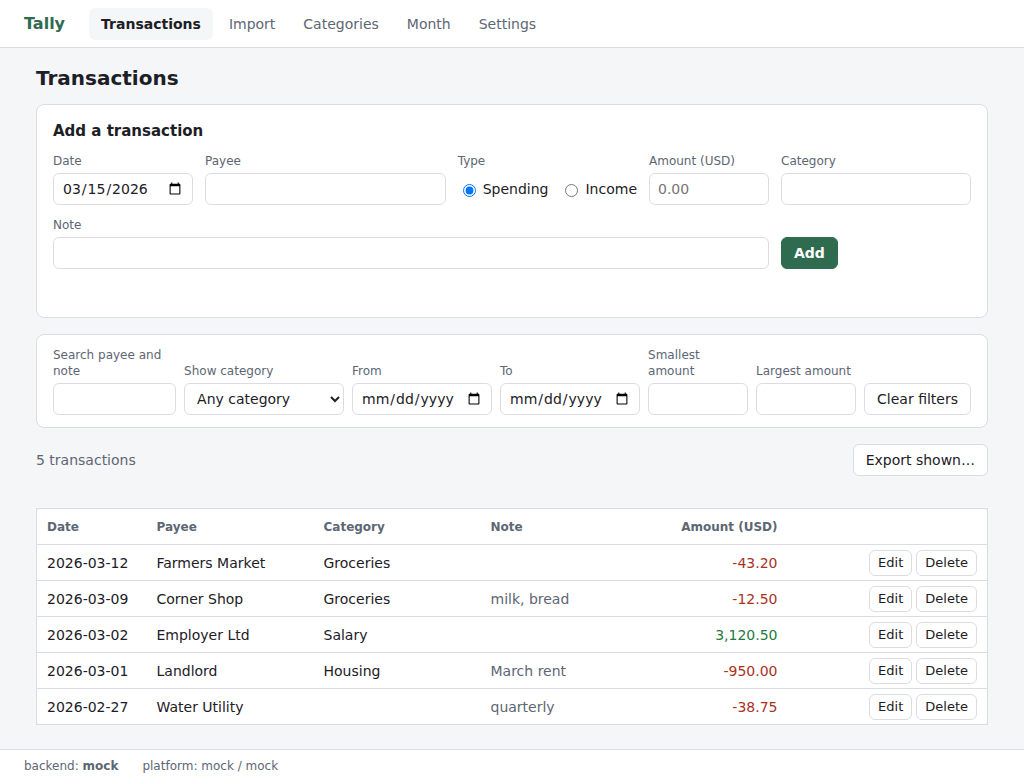 Tally Transactions Import Categories Month Settings
Transactions
Add a transaction
Date Payee Type Amount (USD) Category
03/15/2026 Spending Income 0.00
Note
Add
Search payee and note Show category From To Smallest amount Largest amount
Any category mm/dd/yyyy mm/dd/yyyy Clear filters
5 transactions Export shown...
Date Payee Category Note Amount (USD)
2026-03-12 Farmers Market Groceries -43.20 Edit Delete
2026-03-09 Corner Shop Groceries milk, bread -12.50 Edit Delete
2026-03-02 Employer Ltd Salary 3,120.50 Edit Delete
2026-03-01 Landlord Housing March rent -950.00 Edit Delete
2026-02-27 Water Utility quarterly -38.75 Edit Delete
backend: mock platform: mock / mock